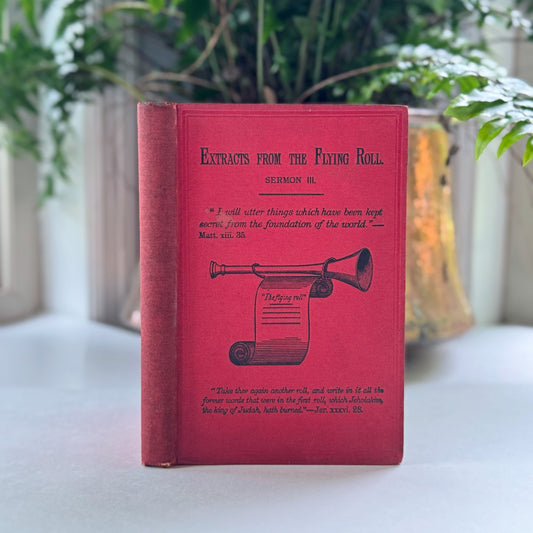 EXTRACTS FROM THE FLYING ROLL.
SERMON III.
"I will utter things which have been kept
secret from the foundation of the world."—
Matt. xiii. 35.
"The flying roll"
"Take thee again another roll, and write in it all the
former words that were in the first roll, which Jehoiakim,
the king of Judah, hath burned."—Jer. xxxvi. 28.